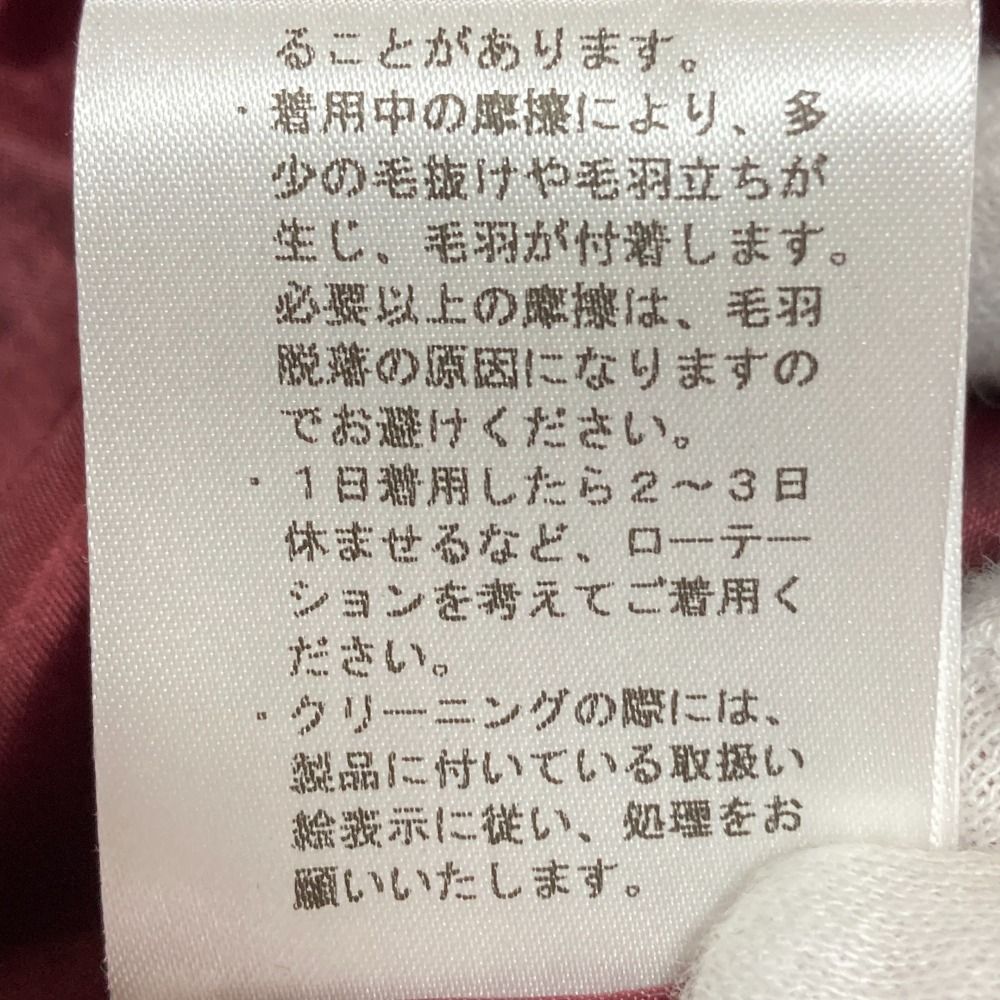 ることがあります。
・着用中の摩擦により、多
少の毛抜けや毛羽立ちが
生じ、毛羽が付着します。
必要以上の摩擦は、毛羽
脱落の原因になりますの
でお避けください。
・１日着用したら２～３日
休ませるなど、ローテー
ションを考えてご着用く
ださい。
・クリーニングの際には、
製品に付いている取扱い
絵表示に従い、処理をお
願いいたします。